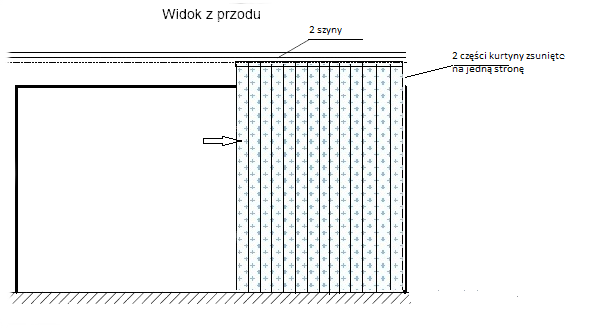 Widok z przodu
2 szyny
2 części kurtyny zsunięte
na jedną stronę